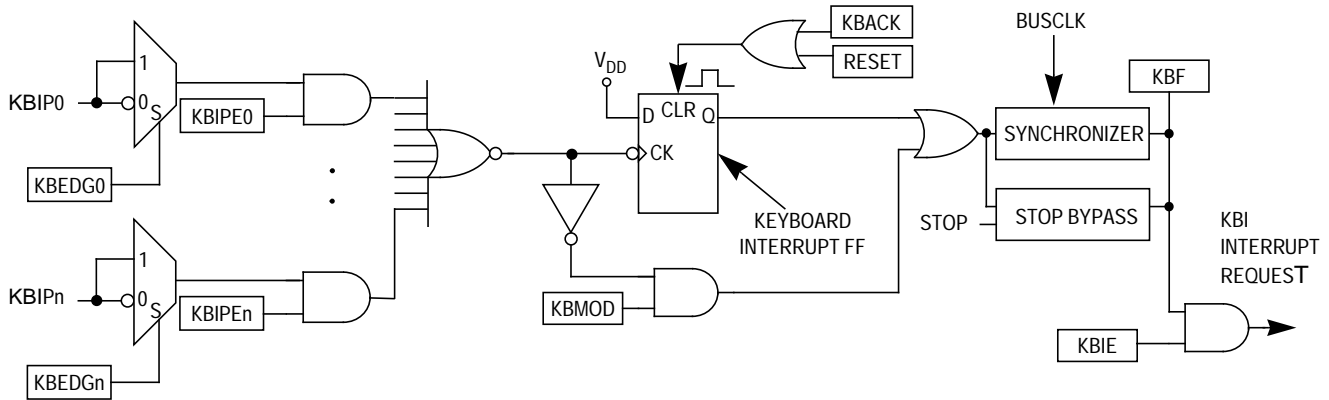 KBACK
RESET
BUSCLK
VDD
KBF
KBIP0
1
0
S
KBIPE0
D CLR Q
CK
SYNCHRONIZER
KBEDG0
STOP BYPASS
STOP
KEYBOARD
INTERRUPT FF
KBI
INTERRUPT
REQUEST
KBIPn
1
0
S
KBIPEn
KBMOD
KBIE
KBEDGn